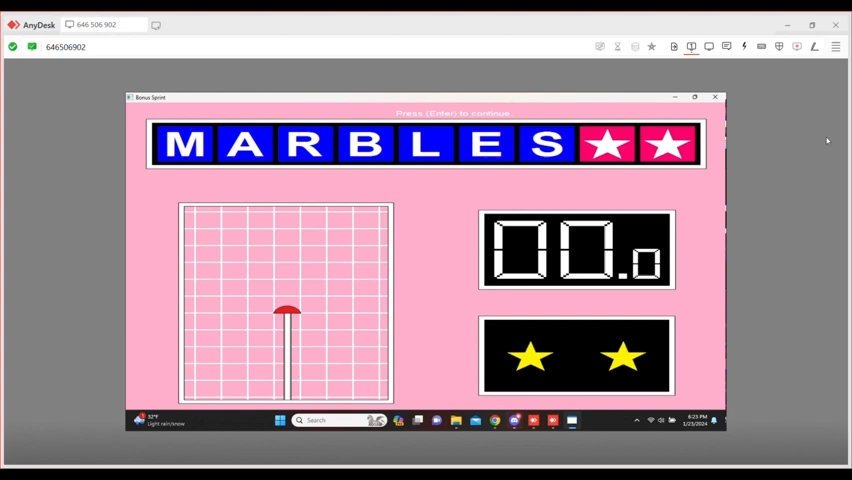 AnyDesk
646 506 902
646506902
Bonus Sprint
Press (Enter) to continue...
MARBLES
00.0
52°F
Light rain/snow
Search
6:23 PM
1/23/2024